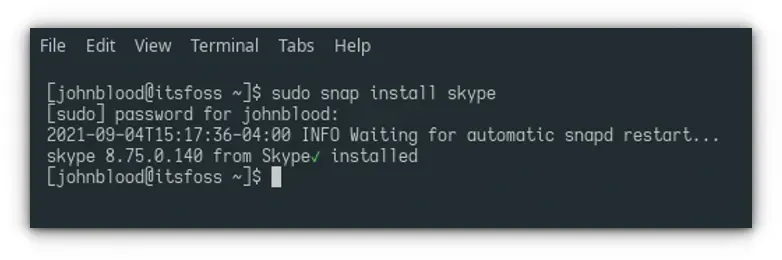 File Edit View Terminal Tabs Help
[johnblood@itsfoss ~]$ sudo snap install skype
[sudo] password for johnblood:
2021-09-04T15:17:36-04:00 INFO Waiting for automatic snapd restart...
skype 8.75.0.140 from Skype✓ installed
[johnblood@itsfoss ~]$